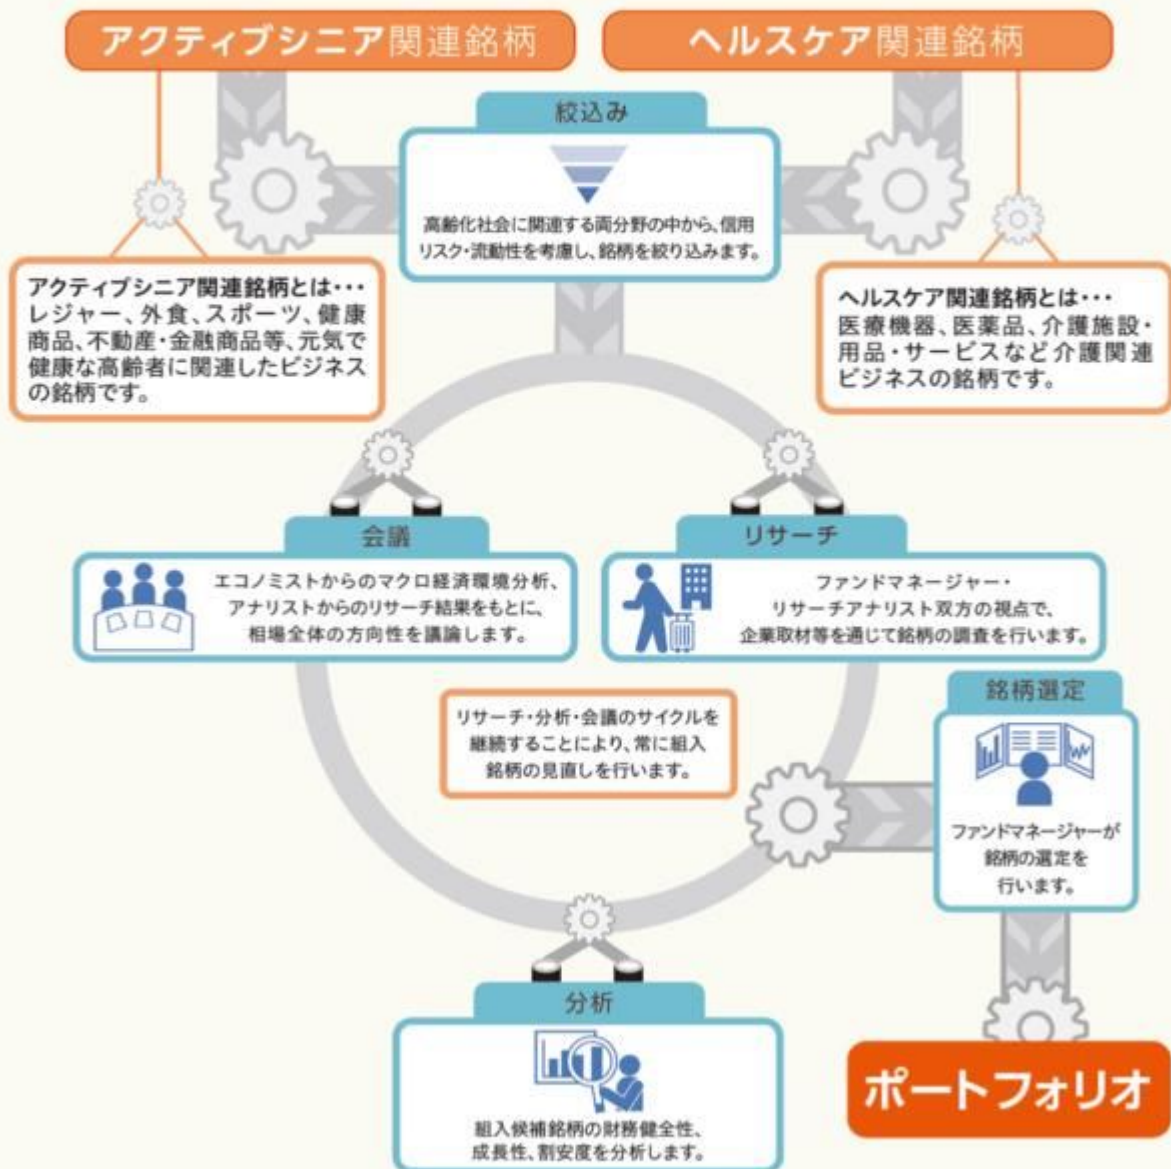 アクティブシニア関連銘柄
ヘルスケア関連銘柄
絞込み
高齢化社会に関連する両分野の中から、信用
リスク・流動性を考慮し、銘柄を絞り込みます。
アクティブシニア関連銘柄とは・・・
レジャー、外食、スポーツ、健康
商品、不動産・金融商品等、元気で
健康な高齢者に関連したビジネス
の銘柄です。
ヘルスケア関連銘柄とは・・・
医療機器、医薬品、介護施設・
用品・サービスなど介護関連
ビジネスの銘柄です。
会議
エコノミストからのマクロ経済環境分析、
アナリストからのリサーチ結果をもとに、
相場全体の方向性を議論します。
リサーチ
ファンドマネージャー・
リサーチアナリスト双方の視点で、
企業取材等を通じて銘柄の調査を行います。
リサーチ・分析・会議のサイクルを
継続することにより、常に組入
銘柄の見直しを行います。
銘柄選定
ファンドマネージャーが
銘柄の選定を
行います。
分析
組入候補銘柄の財務健全性、
成長性、割安度を分析します。
ポートフォリオ